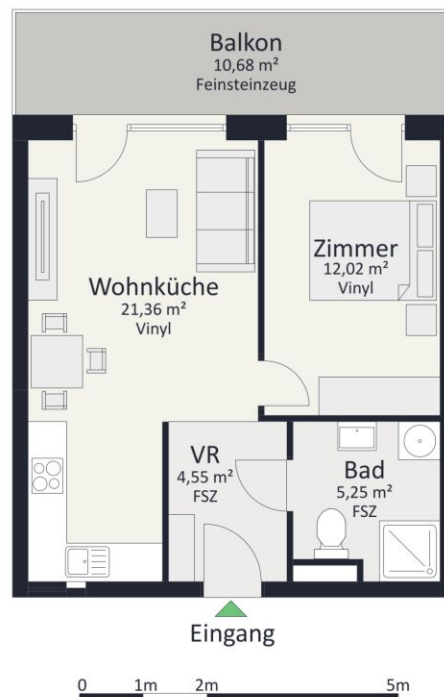 Balkon
10,68 m²
Feinsteinzeug
Zimmer
12,02 m²
Vinyl
Wohnküche
21,36 m²
Vinyl
VR
4,55 m²
FSZ
Bad
5,25 m²
FSZ
Eingang
0 1m 2m 5m